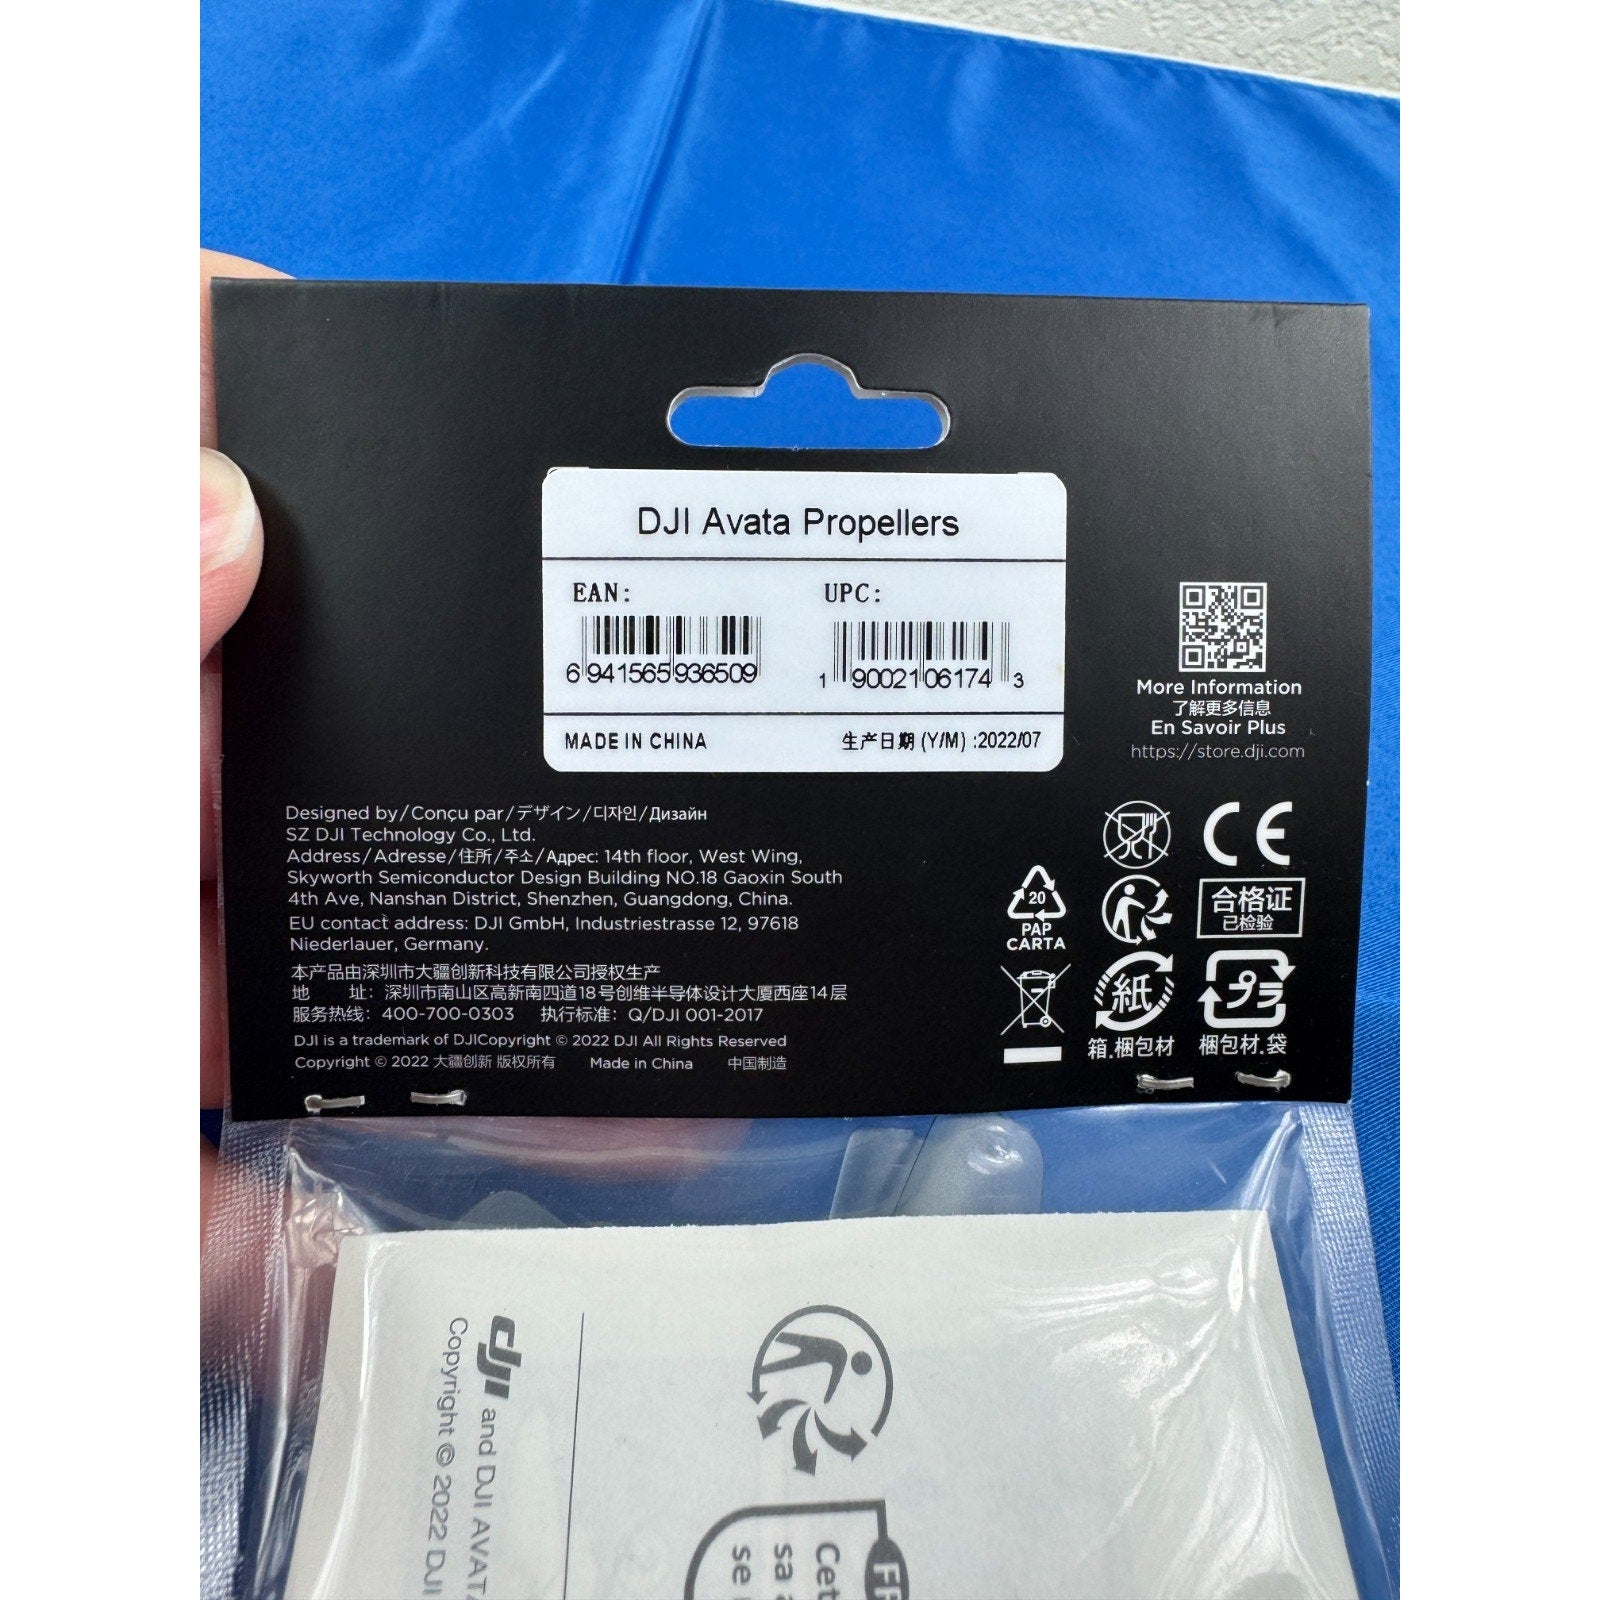 DJI Avata Propellers
EAN: UPC:
6 941565 936509 1 90021 06174 3
MADE IN CHINA 生产日期 (Y/M) :2022/07
More Information
了解更多信息
En Savoir Plus
https://store.dji.com
Designed by/Conçu par/デザイン/디자인/Дизайн
SZ DJI Technology Co., Ltd.
Address/Adresse/住所/주소/Адрес: 14th floor, West Wing,
Skyworth Semiconductor Design Building NO.18 Gaoxin South
4th Ave, Nanshan District, Shenzhen, Guangdong, China.
EU contact address: DJI GmbH, Industriestrasse 12, 97618
Niederlauer, Germany.
本产品由深圳市大疆创新科技有限公司授权生产
地 址：深圳市南山区高新南四道18号创维半导体设计大厦西座14层
服务热线：400-700-0303 执行标准：Q/DJI 001-2017
DJI is a trademark of DJICopyright © 2022 DJI All Rights Reserved
Copyright © 2022 大疆创新 版权所有 Made in China 中国制造
CE
20
PAP
CARTA
合格证
已检验
紙
プラ
箱.梱包材
梱包材.袋
dji and DJI AVATA
Copyright © 2022 DJI
FR
Cet
sa
se